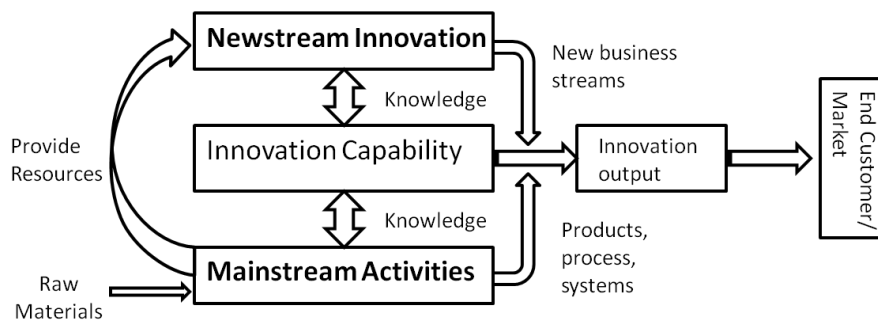 Newstream Innovation
New business
streams
Knowledge
End Customer/
Market
Provide
Resources
Innovation Capability
Innovation
output
Knowledge
Products,
process,
systems
Mainstream Activities
Raw
Materials